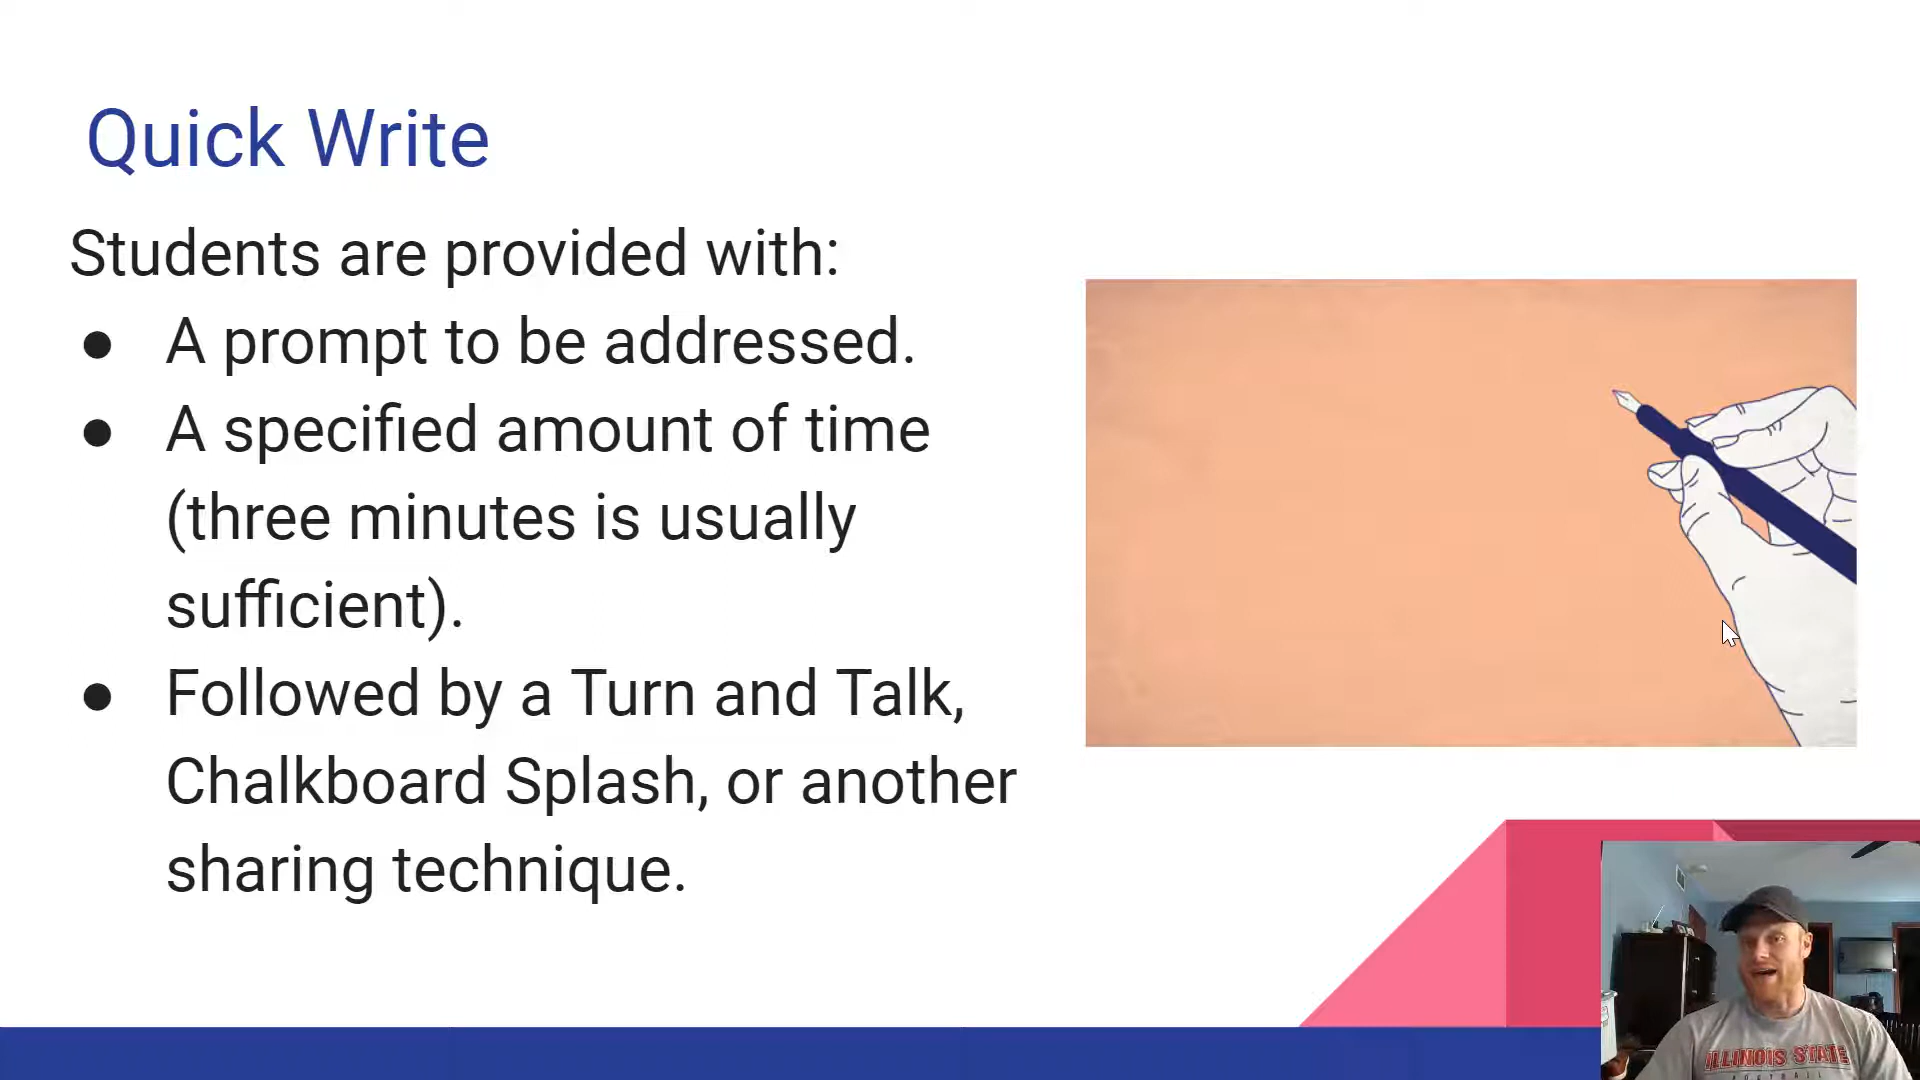 Quick Write
Students are provided with:
● A prompt to be addressed.
● A specified amount of time
(three minutes is usually
sufficient).
● Followed by a Turn and Talk,
Chalkboard Splash, or another
sharing technique.
ILLINOIS STATE